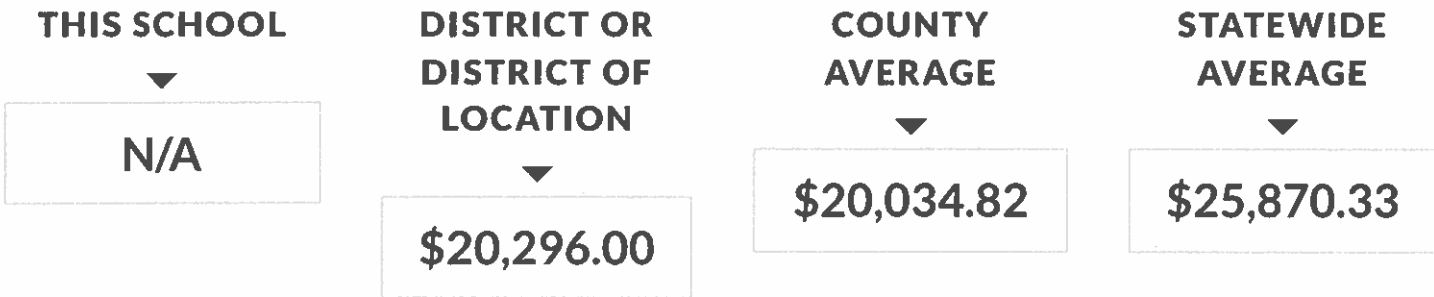 THIS SCHOOL
N/A
DISTRICT OR
DISTRICT OF
LOCATION
$20,296.00
COUNTY
AVERAGE
$20,034.82
STATEWIDE
AVERAGE
$25,870.33